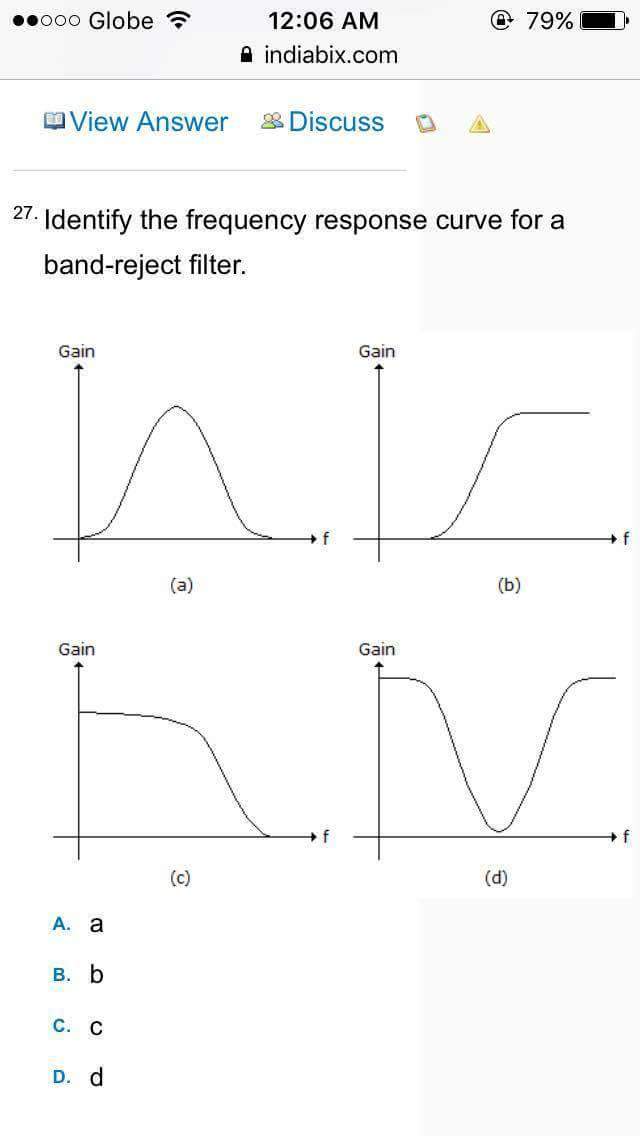 Globe 12:06 AM 79%
indiabix.com
View Answer Discuss
27. Identify the frequency response curve for a
band-reject filter.
Gain Gain
f f
(a) (b)
Gain Gain
f f
(c) (d)
A. a
B. b
C. c
D. d